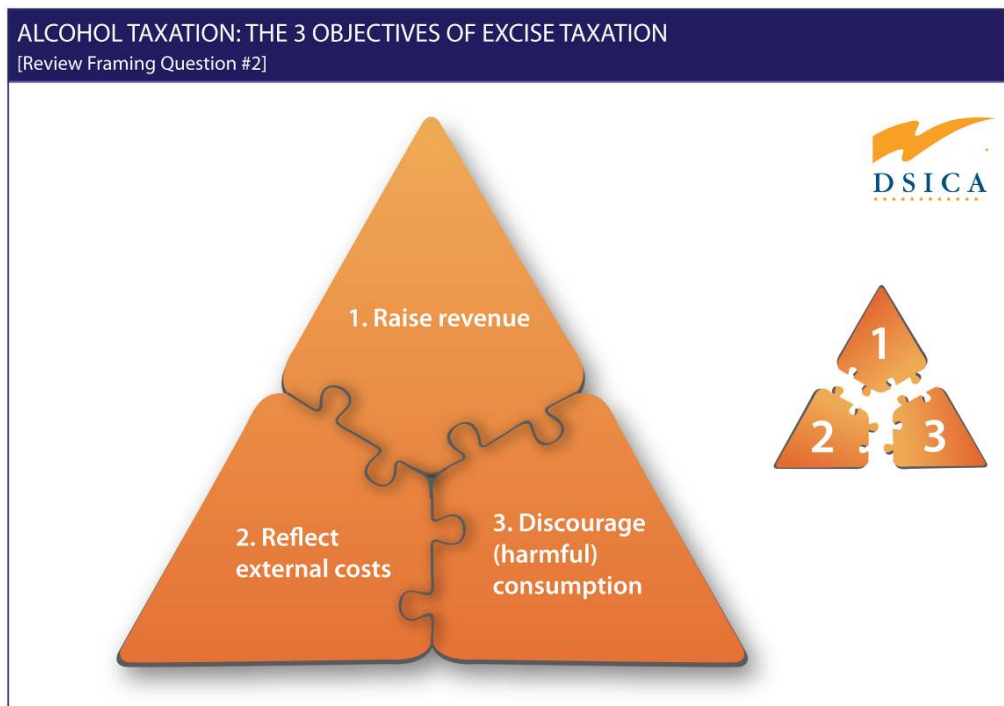 ALCOHOL TAXATION: THE 3 OBJECTIVES OF EXCISE TAXATION
[Review Framing Question #2]
DSICA
1. Raise revenue
2. Reflect
external costs
3. Discourage
(harmful)
consumption
1
2
3